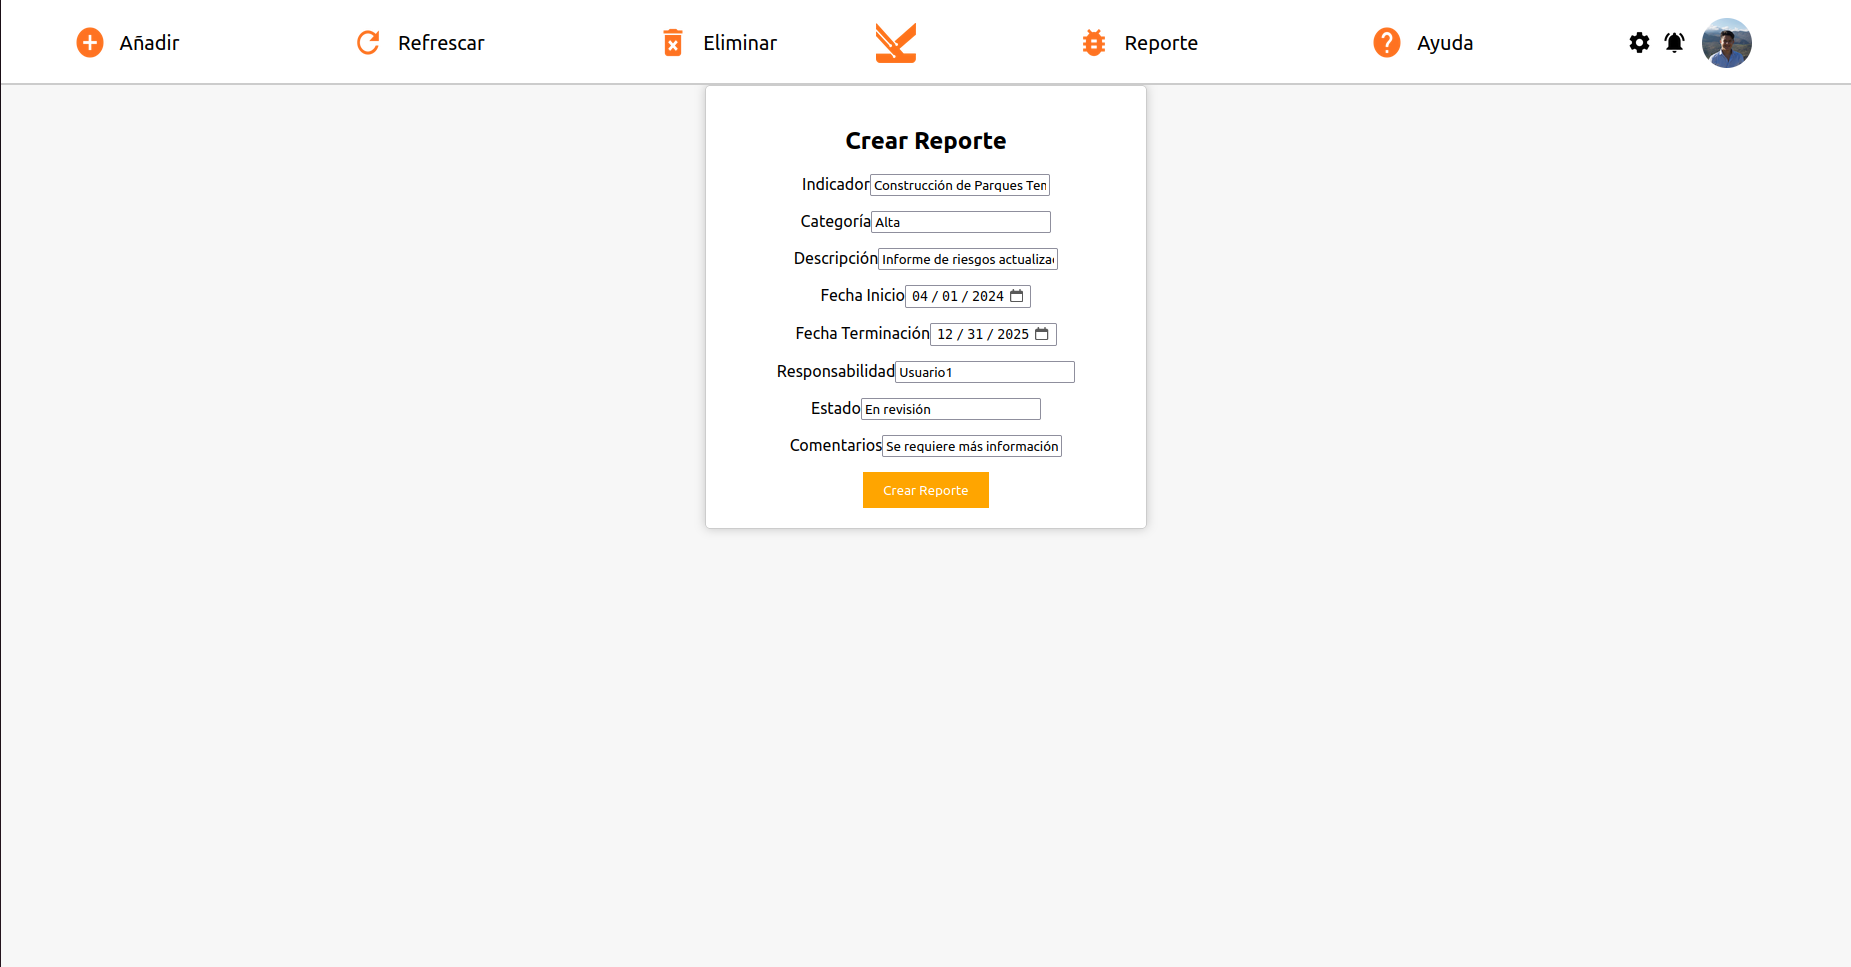 Añadir Refrescar Eliminar Reporte Ayuda
Crear Reporte
Indicador Construcción de Parques
Categoría Alta
Descripción Informe de riesgos
Fecha Inicio 04/01/2024
Fecha Terminación 12/31/2025
Responsabilidad Usuario1
Estado En revisión
Comentarios Se requiere más información
Crear Reporte